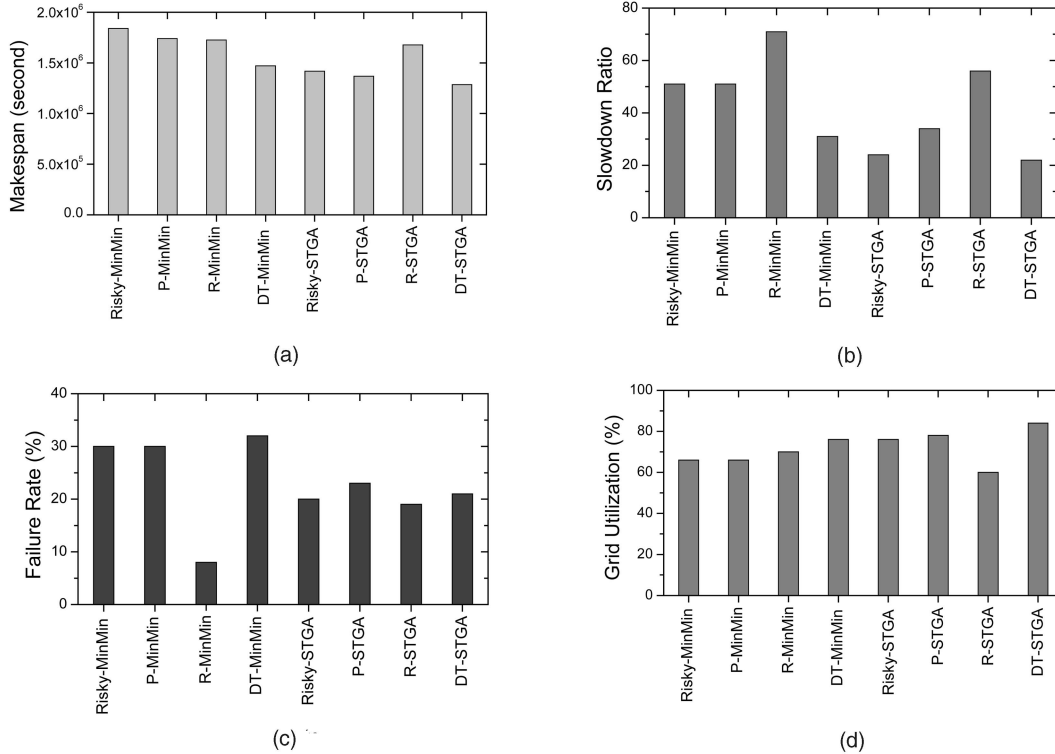 2.0x10⁶
1.5x10⁶
1.0x10⁶
5.0x10⁵
0.0
Makespan (second)
Risky-MinMin
P-MinMin
R-MinMin
DT-MinMin
Risky-STGA
P-STGA
R-STGA
DT-STGA
(a)
80
60
40
20
0
Slowdown Ratio
Risky-MinMin
P-MinMin
R-MinMin
DT-MinMin
Risky-STGA
P-STGA
R-STGA
DT-STGA
(b)
40
30
20
10
0
Failure Rate (%)
Risky-MinMin
P-MinMin
R-MinMin
DT-MinMin
Risky-STGA
P-STGA
R-STGA
DT-STGA
(c)
100
80
60
40
20
0
Grid Utilization (%)
Risky-MinMin
P-MinMin
R-MinMin
DT-MinMin
Risky-STGA
P-STGA
R-STGA
DT-STGA
(d)